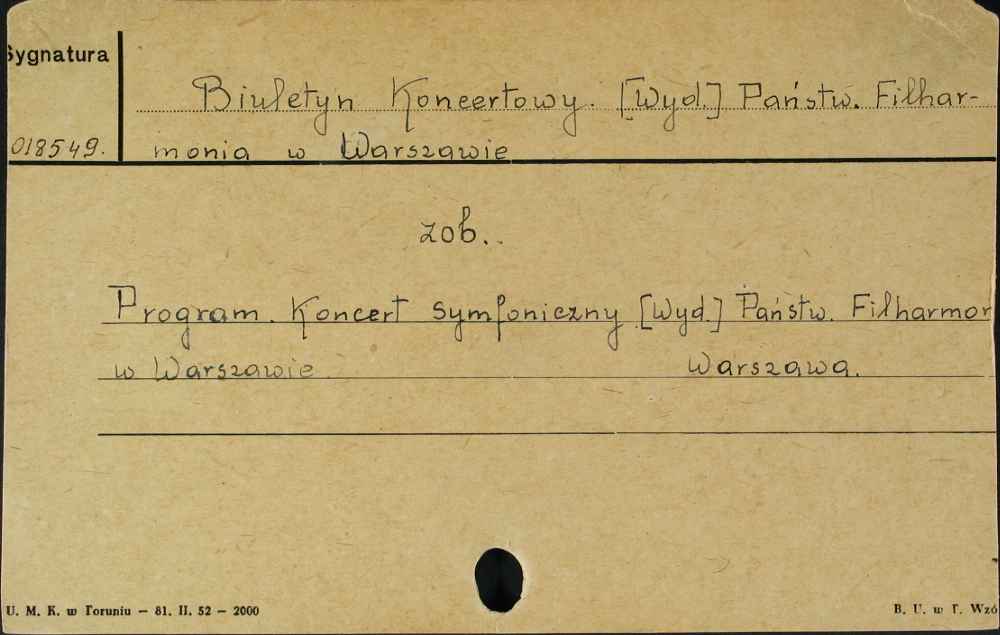 Sygnatura
Biuletyn Koncertowy. [Wyd.] Państw. Filhar-
018549.
monia w Warszawie
zob.
Program. Koncert symfoniczny [Wyd.] Państw. Filharmon
w Warszawie Warszawa.
U. M. K. w Toruniu – 81. II. 52 – 2000
B. U. w T. Wzó